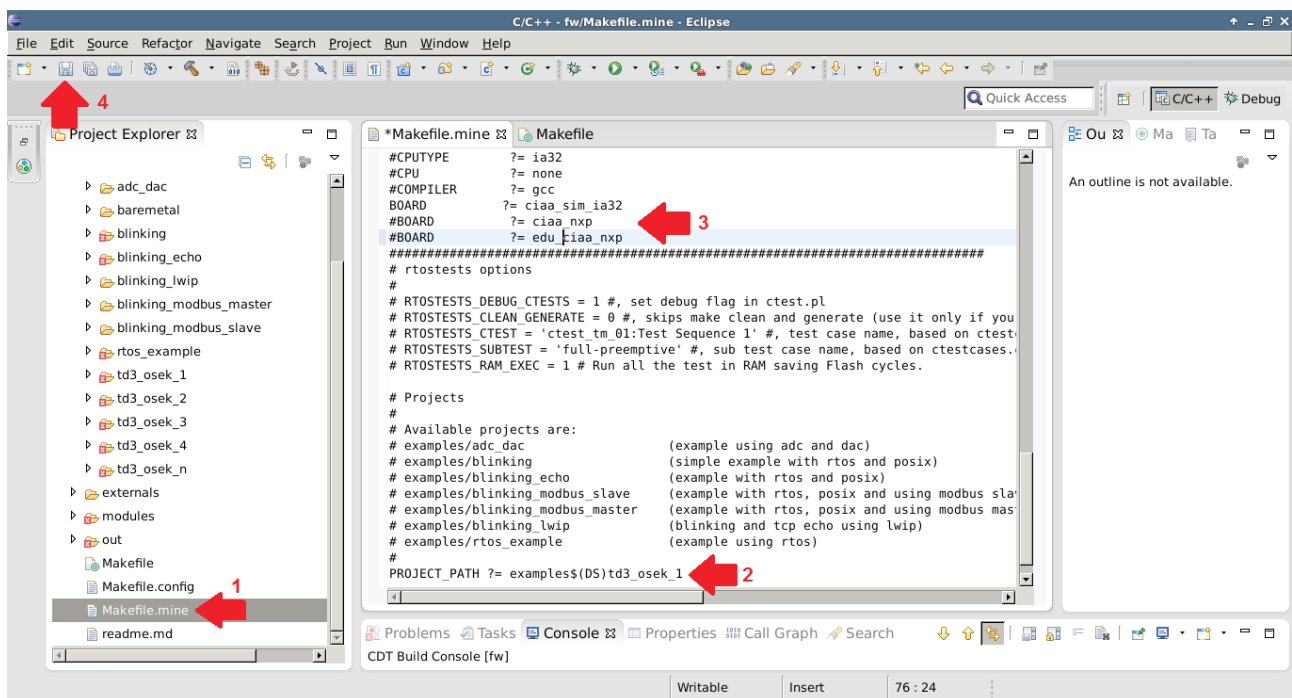 C/C++ - fw/Makefile.mine - Eclipse
File Edit Source Refactor Navigate Search Project Run Window Help
4
Quick Access
C/C++
Debug
Project Explorer
adc_dac
baremetal
blinking
blinking_echo
blinking_lwip
blinking_modbus_master
blinking_modbus_slave
rtos_example
td3_osek_1
td3_osek_2
td3_osek_3
td3_osek_4
td3_osek_n
externals
modules
out
Makefile
Makefile.config
1
Makefile.mine
readme.md
*Makefile.mine
Makefile
#CPUTYPE ?= ia32
#CPU ?= none
#COMPILER ?= gcc
BOARD ?= ciaa_sim_ia32
#BOARD ?= ciaa_nxp
3
#BOARD ?= edu_ciaa_nxp
###############################################################################
# rtostests options
#
# RTOSTESTS_DEBUG_CTESTS = 1 #, set debug flag in ctest.pl
# RTOSTESTS_CLEAN_GENERATE = 0 #, skips make clean and generate (use it only if you
# RTOSTESTS_CTEST = 'ctest_tm_01:Test Sequence 1' #, test case name, based on ctest
# RTOSTESTS_SUBTEST = 'full-preemptive' #, sub test case name, based on ctestcases.
# RTOSTESTS_RAM_EXEC = 1 # Run all the test in RAM saving Flash cycles.
# Projects
#
# Available projects are:
# examples/adc_dac (example using adc and dac)
# examples/blinking (simple example with rtos and posix)
# examples/blinking_echo (example with rtos and posix)
# examples/blinking_modbus_slave (example with rtos, posix and using modbus sla
# examples/blinking_modbus_master (example with rtos, posix and using modbus mas
# examples/blinking_lwip (blinking and tcp echo using lwip)
# examples/rtos_example (example using rtos)
#
PROJECT_PATH ?= examples$(DS)td3_osek_1
2
Ou
Ma
Ta
An outline is not available.
Problems Tasks Console Properties Call Graph Search
CDT Build Console [fw]
Writable Insert 76 : 24